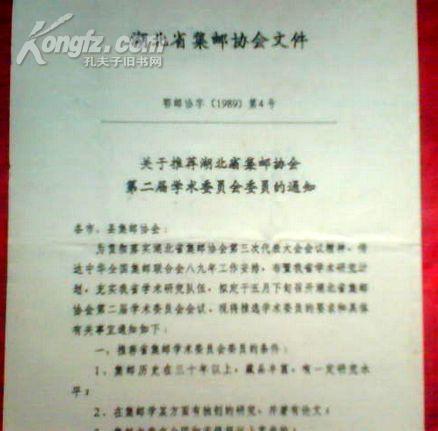 Kongfz.com
孔夫子旧书网
湖北省集邮协会文件
鄂邮协字（1989）第4号
关于推荐湖北省集邮协会
第二届学术委员会委员的通知
各市、县集邮协会：
为贯彻落实湖北省集邮协会第三次代表大会会议精神，传
达中华全国集邮联合会八九年工作安排，布置我省学术研究计
划，充实我省学术研究队伍，拟定于五月下旬召开湖北省集邮
协会第二届学术委员会会议，现将推选学术委员的要求和具体
有关事宜通知如下：
一、推荐省集邮学术委员会委员的条件：
1、集邮历史在三十年以上，藏品丰富，有一定研究水
平；
2、在集邮学某方面有独创的研究，并著有论文；